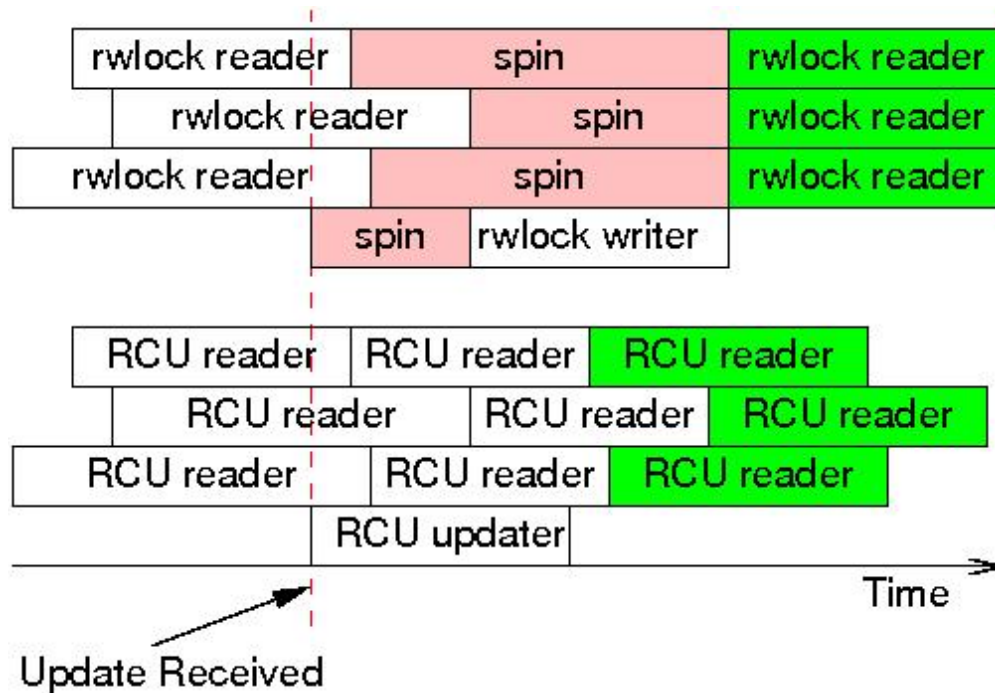 rwlock reader spin rwlock reader
rwlock reader spin rwlock reader
rwlock reader spin rwlock reader
spin rwlock writer
RCU reader RCU reader RCU reader
RCU reader RCU reader RCU reader
RCU reader RCU reader RCU reader
RCU updater
Time
Update Received